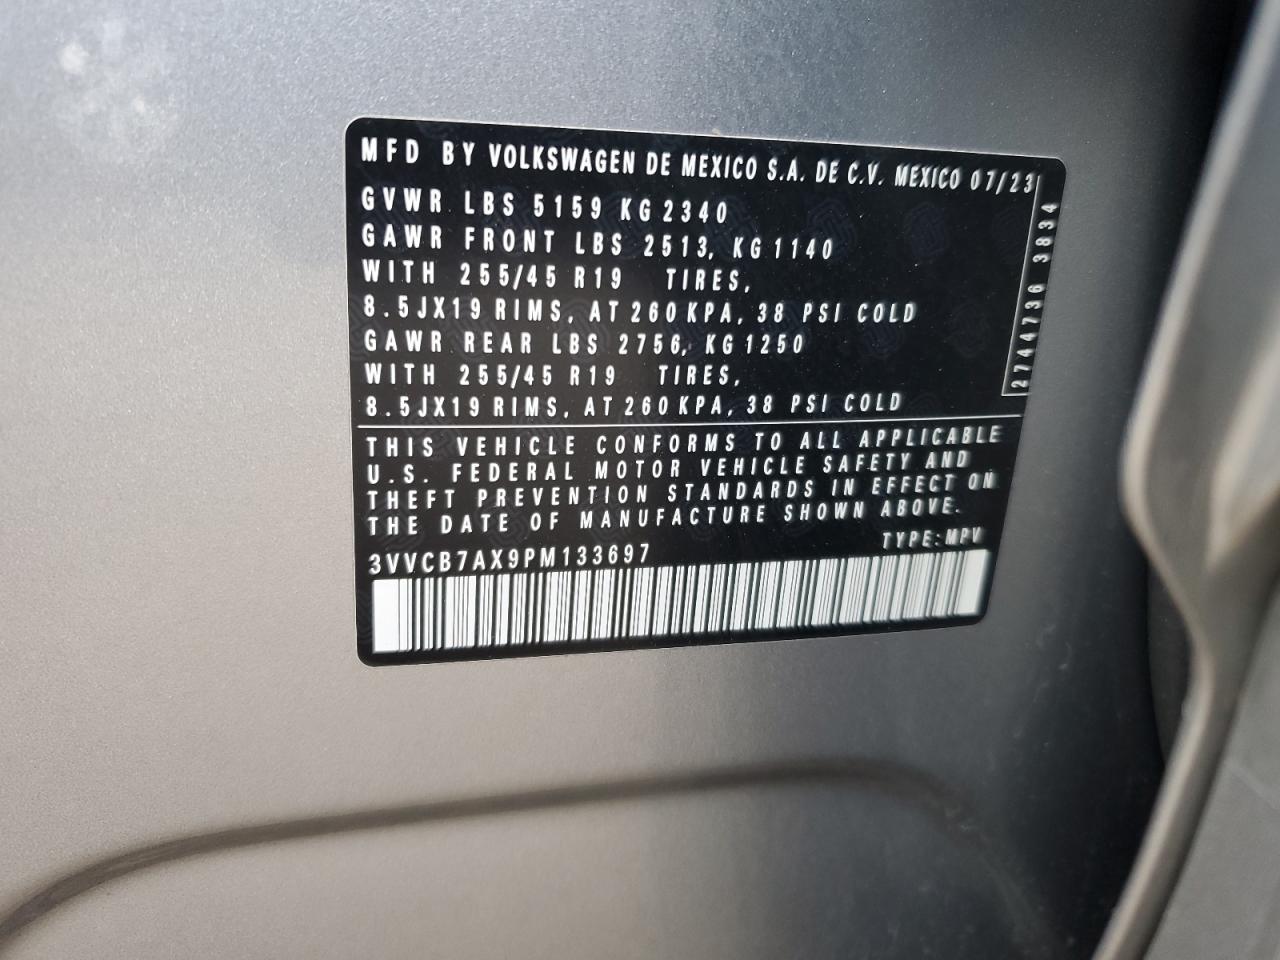 MFD BY VOLKSWAGEN DE MEXICO S.A. DE C.V. MEXICO 07/23
GVWR LBS 5159 KG 2340
GAWR FRONT LBS 2513, KG 1140
WITH 255/45 R19 TIRES,
8.5JX19 RIMS, AT 260 KPA, 38 PSI COLD
GAWR REAR LBS 2756, KG 1250
WITH 255/45 R19 TIRES,
8.5JX19 RIMS, AT 260 KPA, 38 PSI COLD
2744736 3834
THIS VEHICLE CONFORMS TO ALL APPLICABLE
U.S. FEDERAL MOTOR VEHICLE SAFETY AND
THEFT PREVENTION STANDARDS IN EFFECT ON
THE DATE OF MANUFACTURE SHOWN ABOVE.
TYPE:MPV
3VVCB7AX9PM133697